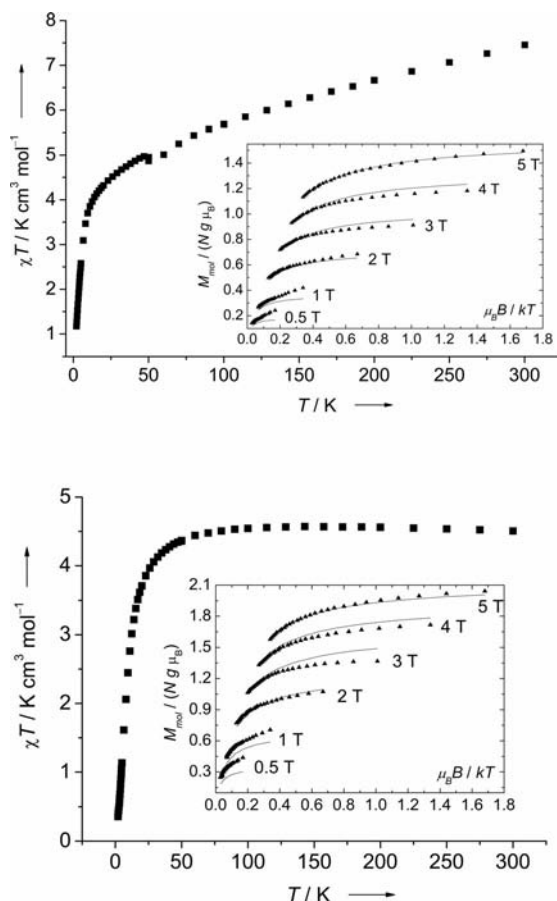 8
7
6
5
4
3
2
1
χT / K cm³ mol⁻¹
0 50 100 150 200 250 300
T / K
1.4
1.2
1.0
0.8
0.6
0.4
0.2
M_mol / (N g μ_B)
5 T
4 T
3 T
2 T
1 T
0.5 T
μ_B B / kT
0.0 0.2 0.4 0.6 0.8 1.0 1.2 1.4 1.6 1.8
5
4
3
2
1
0
χT / K cm³ mol⁻¹
0 50 100 150 200 250 300
T / K
2.1
1.8
1.5
1.2
0.9
0.6
0.3
M_mol / (N g μ_B)
5 T
4 T
3 T
2 T
1 T
0.5 T
μ_B B / kT
0.0 0.2 0.4 0.6 0.8 1.0 1.2 1.4 1.6 1.8